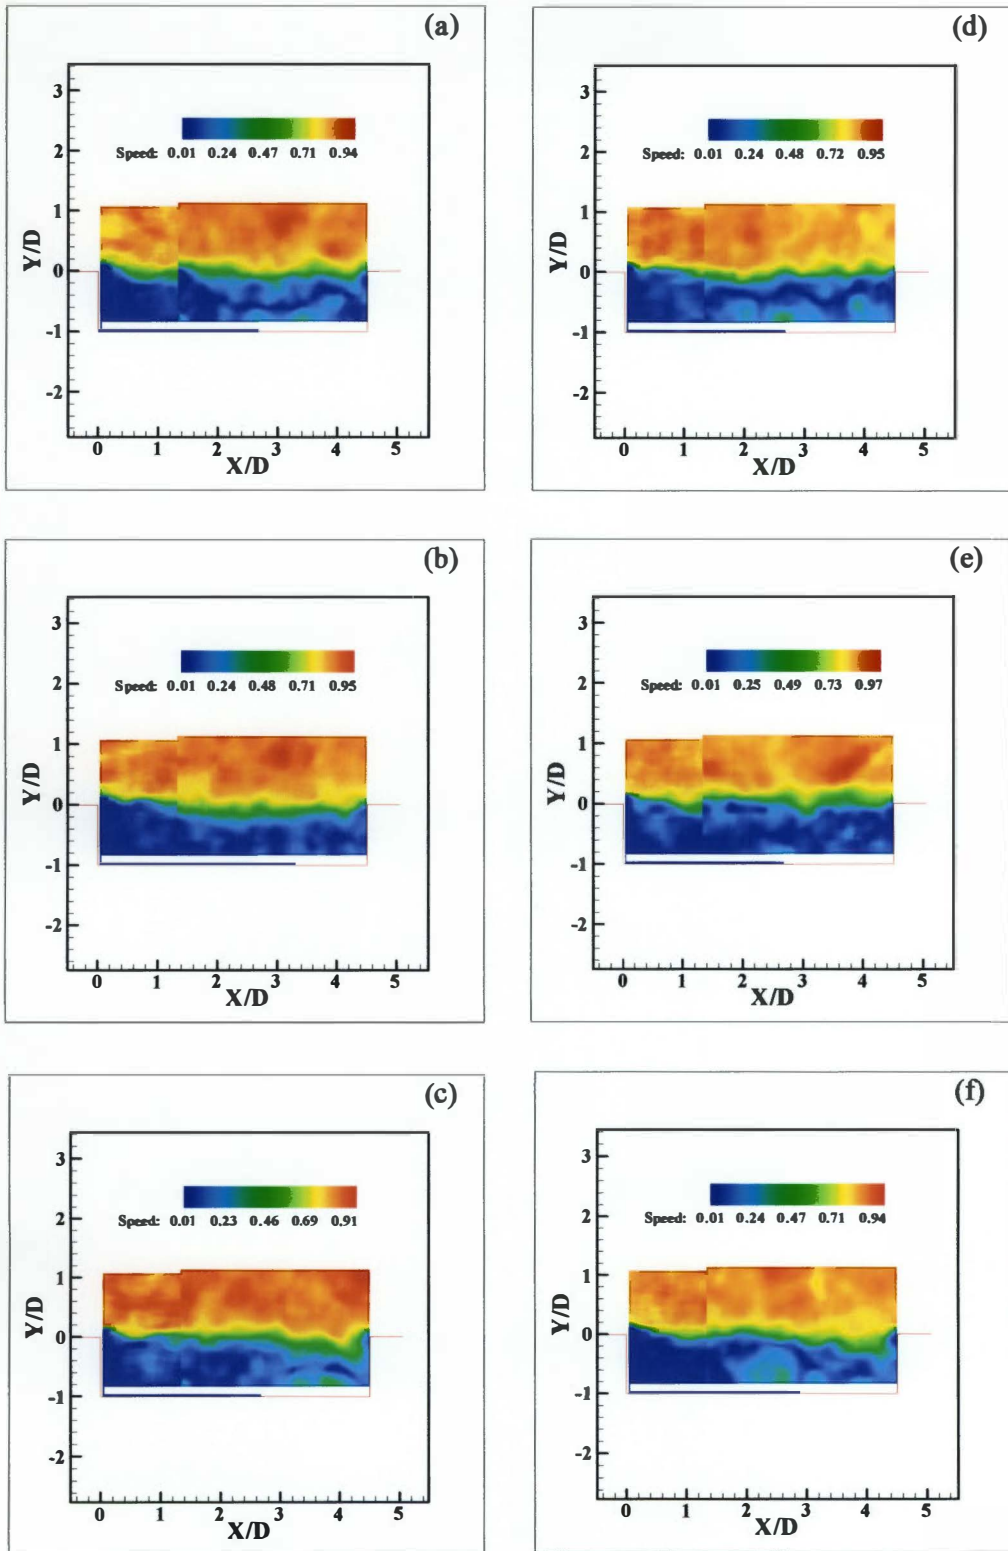 (a)
3
2
1
0
-1
-2
Y/D
Speed: 0.01 0.24 0.47 0.71 0.94
0 1 2 3 4 5
X/D
(d)
3
2
1
0
-1
-2
Y/D
Speed: 0.01 0.24 0.48 0.72 0.95
0 1 2 3 4 5
X/D
(b)
3
2
1
0
-1
-2
Y/D
Speed: 0.01 0.24 0.48 0.71 0.95
0 1 2 3 4 5
X/D
(e)
3
2
1
0
-1
-2
Y/D
Speed: 0.01 0.25 0.49 0.73 0.97
0 1 2 3 4 5
X/D
(c)
3
2
1
0
-1
-2
Y/D
Speed: 0.01 0.23 0.46 0.69 0.91
0 1 2 3 4 5
X/D
(f)
3
2
1
0
-1
-2
Y/D
Speed: 0.01 0.24 0.47 0.71 0.94
0 1 2 3 4 5
X/D